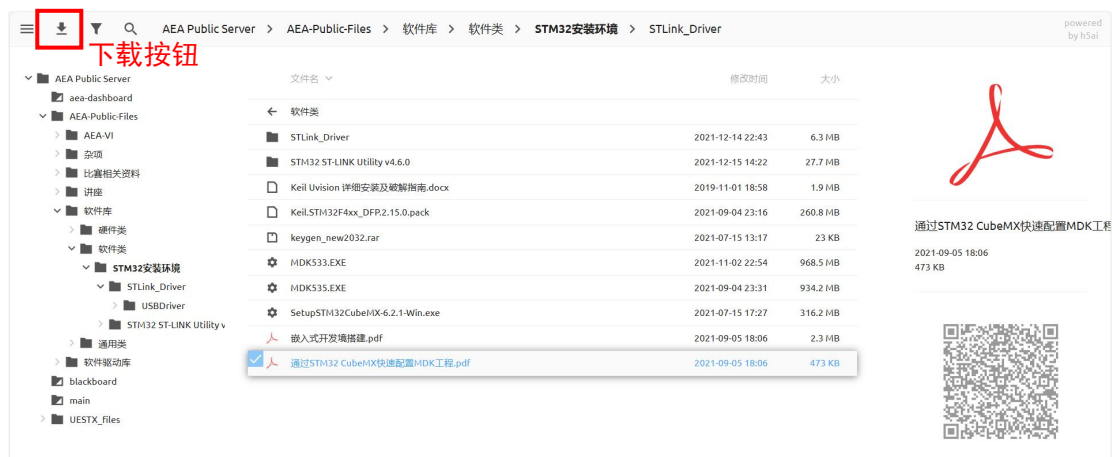 AEA Public Server > AEA-Public-Files > 软件库 > 软件类 > STM32安装环境 > STLink_Driver
powered
by h5ai
下载按钮
AEA Public Server
aea-dashboard
AEA-Public-Files
AEA-VI
杂项
比赛相关资料
讲座
软件库
硬件类
软件类
STM32安装环境
STLink_Driver
USBDriver
STM32 ST-LINK Utility v
通用类
软件驱动库
blackboard
main
UESTX_files
文件名 修改时间 大小
软件类
STLink_Driver 2021-12-14 22:43 6.3 MB
STM32 ST-LINK Utility v4.6.0 2021-12-15 14:22 27.7 MB
Keil Uvision 详细安装及破解指南.docx 2019-11-01 18:58 1.9 MB
Keil.STM32F4xx_DFP.2.15.0.pack 2021-09-04 23:16 260.8 MB
keygen_new2032.rar 2021-07-15 13:17 23 KB
MDK533.EXE 2021-11-02 22:54 968.5 MB
MDK535.EXE 2021-09-04 23:31 934.2 MB
SetupSTM32CubeMX-6.2.1-Win.exe 2021-07-15 17:27 316.2 MB
嵌入式开发境搭建.pdf 2021-09-05 18:06 2.3 MB
通过STM32 CubeMX快速配置MDK工程.pdf 2021-09-05 18:06 473 KB
通过STM32 CubeMX快速配置MDK工程
2021-09-05 18:06
473 KB